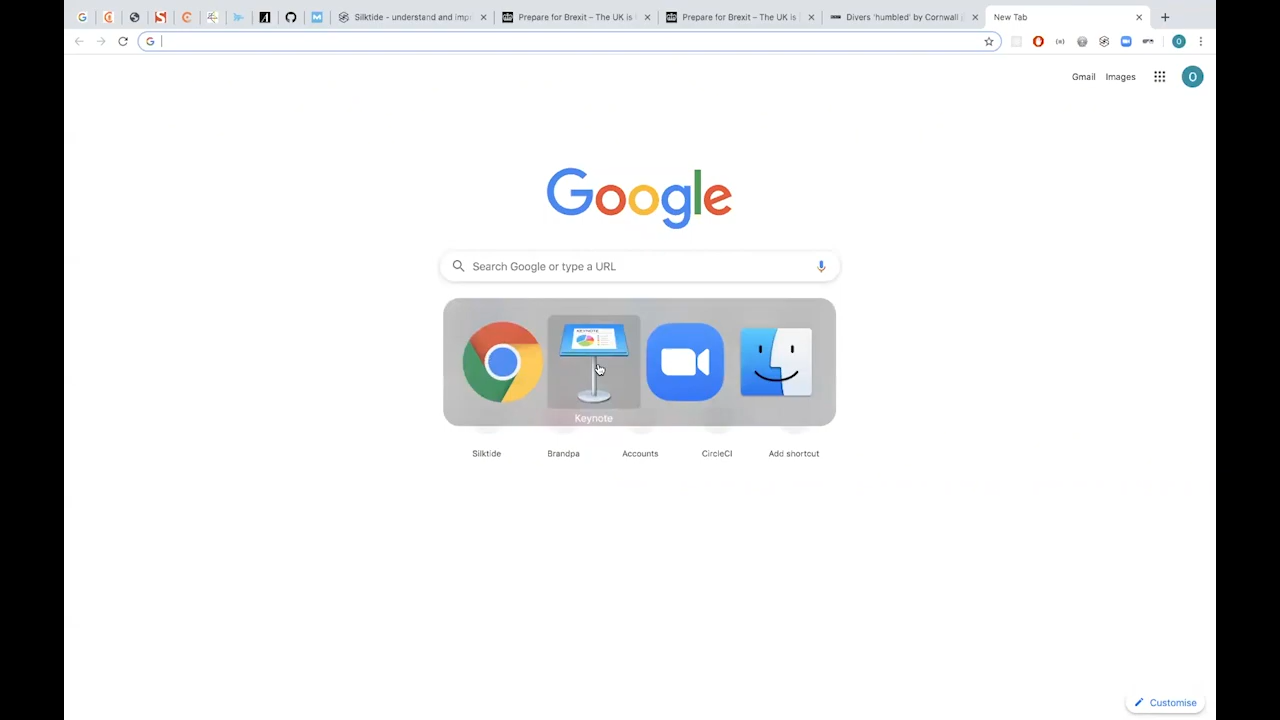 Silktide - understand and imp
Prepare for Brexit – The UK is
Prepare for Brexit – The UK is
Divers 'humbled' by Cornwall
New Tab
G
Gmail
Images
O
Google
Search Google or type a URL
KEYNOTE
Keynote
Silktide
Brandpa
Accounts
CircleCI
Add shortcut
Customise